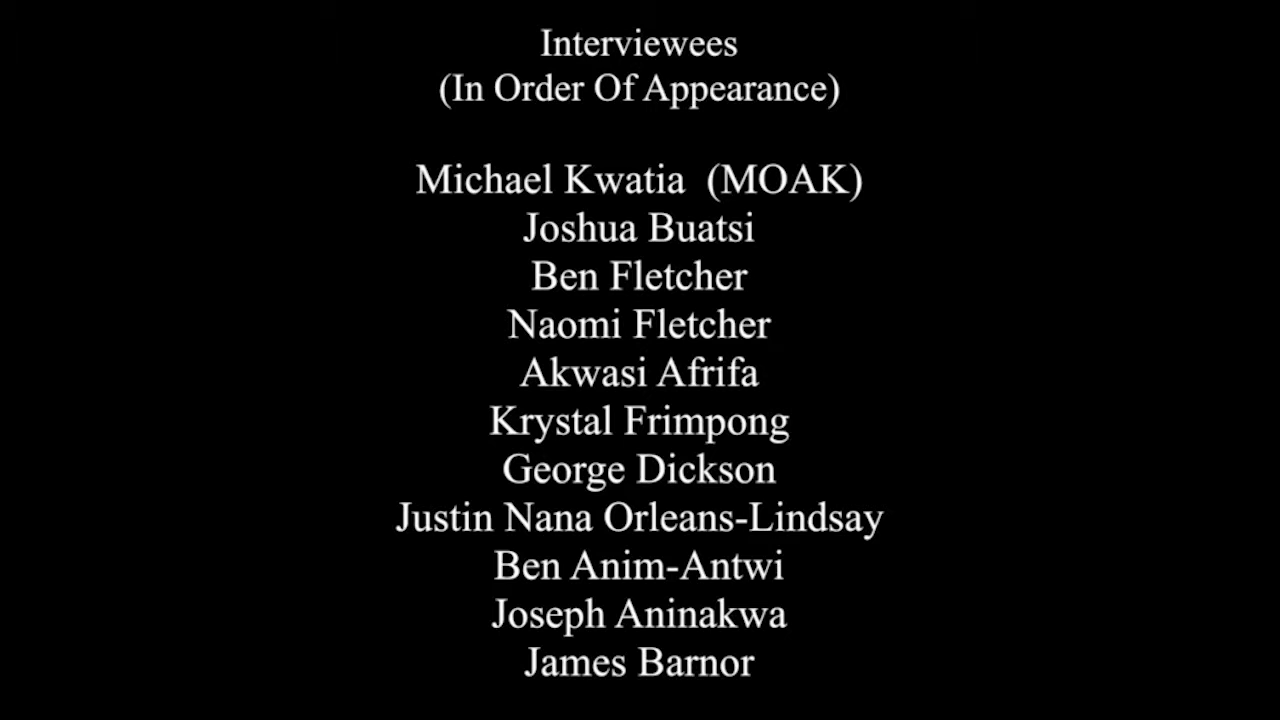 Interviewees
(In Order Of Appearance)
Michael Kwatia (MOAK)
Joshua Buatsi
Ben Fletcher
Naomi Fletcher
Akwasi Afrifa
Krystal Frimpong
George Dickson
Justin Nana Orleans-Lindsay
Ben Anim-Antwi
Joseph Aninakwa
James Barnor